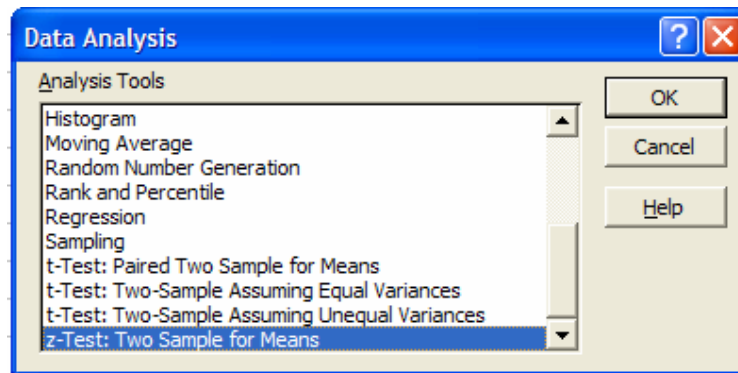 Data Analysis
Analysis Tools
Histogram
Moving Average
Random Number Generation
Rank and Percentile
Regression
Sampling
t-Test: Paired Two Sample for Means
t-Test: Two-Sample Assuming Equal Variances
t-Test: Two-Sample Assuming Unequal Variances
z-Test: Two Sample for Means
OK
Cancel
Help